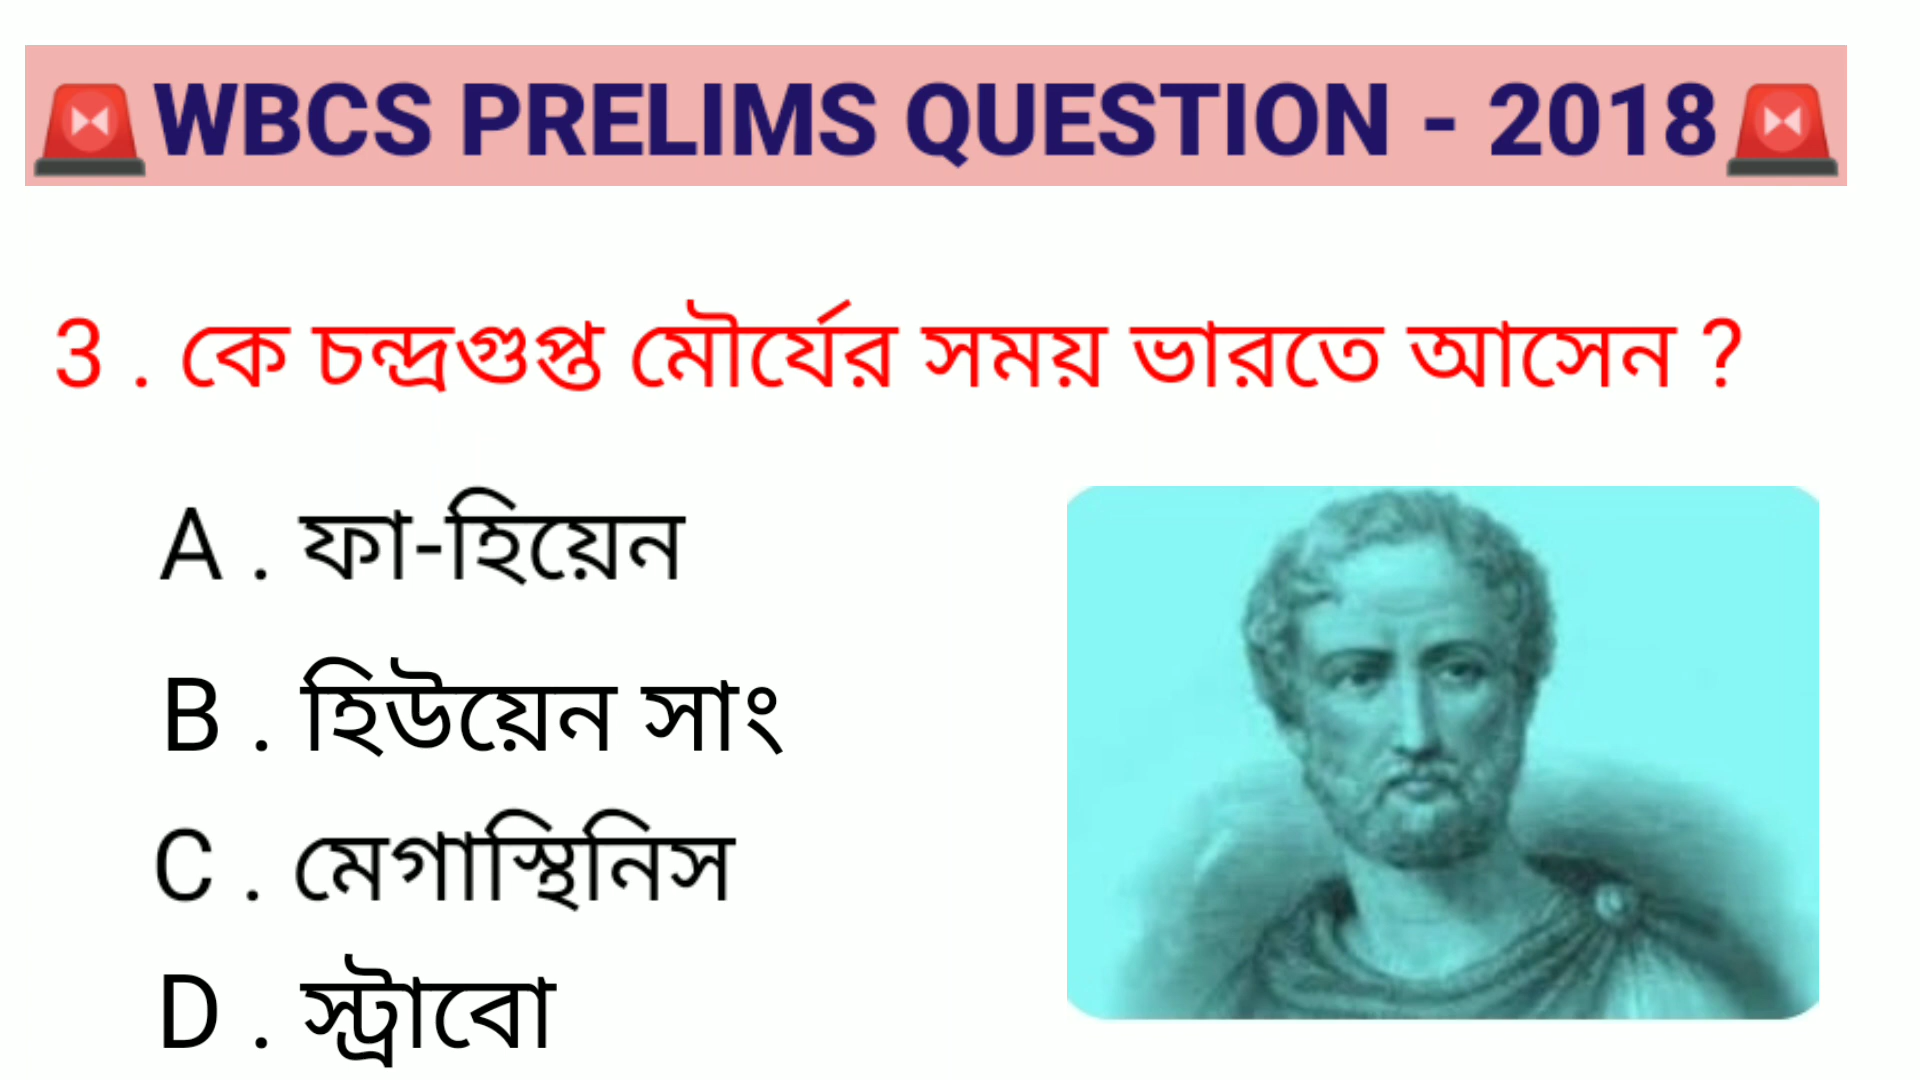 WBCS PRELIMS QUESTION - 2018
3 . কে চন্দ্রগুপ্ত মৌর্যের সময় ভারতে আসেন ?
A . ফা-হিয়েন
B . হিউয়েন সাং
C . মেগাস্থিনিস
D . স্ট্রাবো